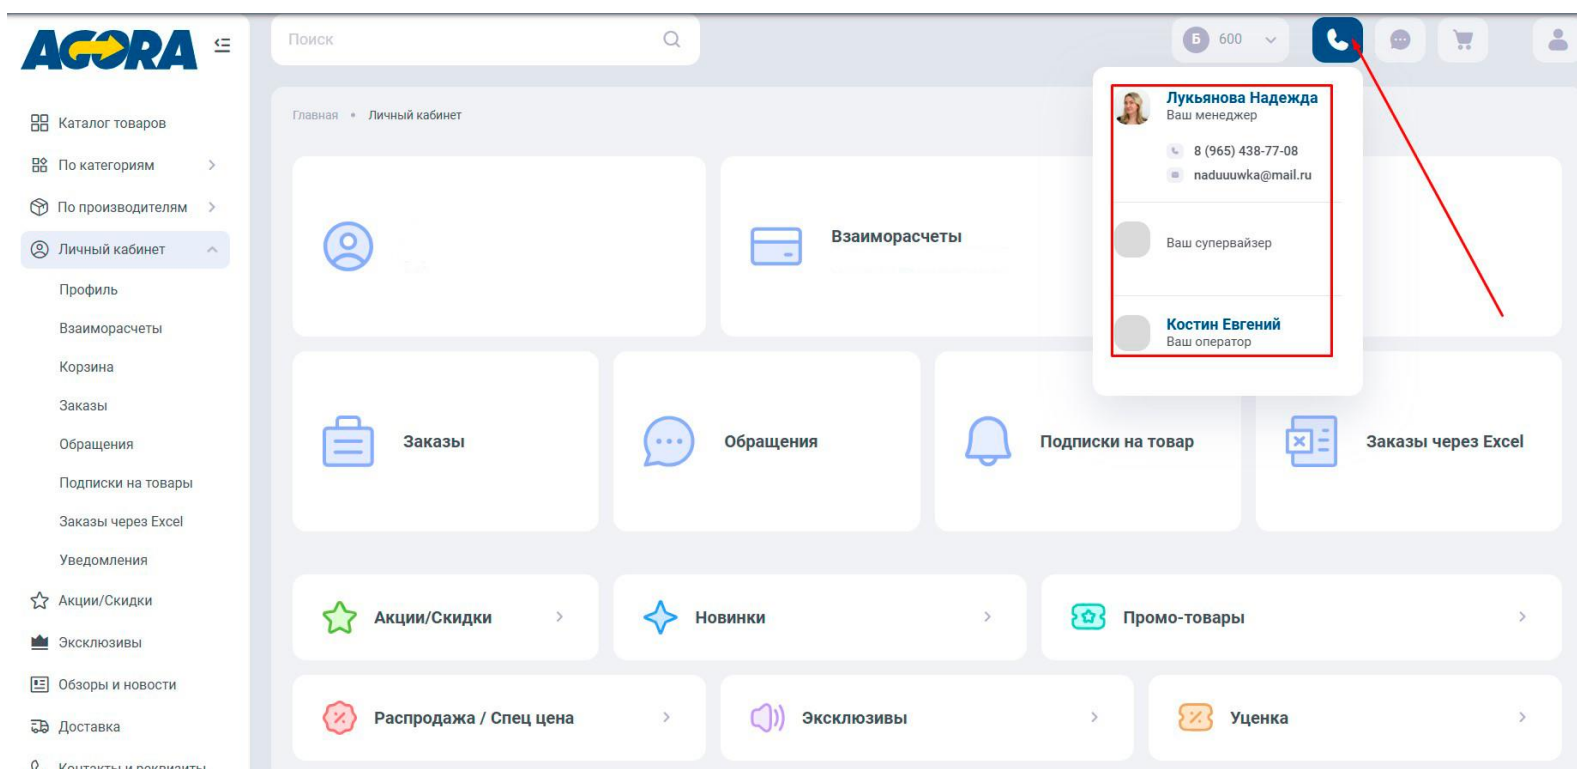 AGORA
Поиск
Б 600
Каталог товаров
По категориям
По производителям
Личный кабинет
Профиль
Взаиморасчеты
Корзина
Заказы
Обращения
Подписки на товары
Заказы через Excel
Уведомления
Акции/Скидки
Эксклюзивы
Обзоры и новости
Доставка
Контакты и реквизиты
Главная • Личный кабинет
Лукьянова Надежда
Ваш менеджер
8 (965) 438-77-08
naduuuwka@mail.ru
Ваш супервайзер
Костин Евгений
Ваш оператор
Взаиморасчеты
Заказы
Обращения
Подписки на товар
Заказы через Excel
Акции/Скидки
Новинки
Промо-товары
Распродажа / Спец цена
Эксклюзивы
Уценка